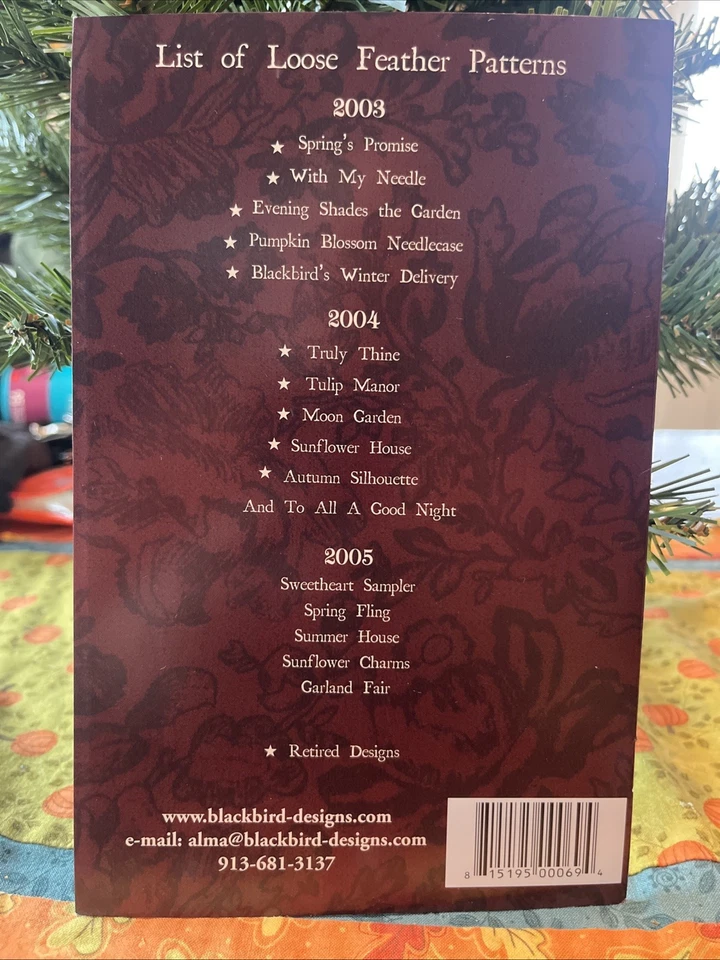 List of Loose Feather Patterns
2003
★ Spring's Promise
★ With My Needle
★ Evening Shades the Garden
★ Pumpkin Blossom Needlecase
★ Blackbird's Winter Delivery
2004
★ Truly Thine
★ Tulip Manor
★ Moon Garden
★ Sunflower House
★ Autumn Silhouette
And To All A Good Night
2005
Sweetheart Sampler
Spring Fling
Summer House
Sunflower Charms
Garland Fair
★ Retired Designs
www.blackbird-designs.com
e-mail: alma@blackbird-designs.com
913-681-3137
8 15195 00069 4